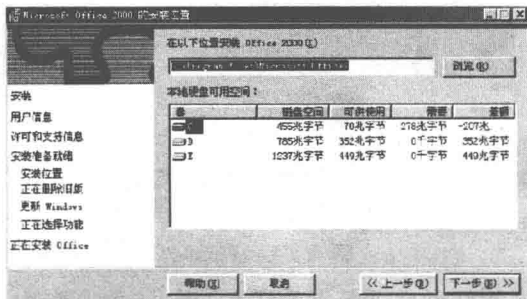 Microsoft Office 2000 的安装位置
在以下位置安装 Office 2000(I)
浏览(R)
安装
用户信息
许可和支持信息
安装准备就绪
安装位置
正在删除旧版
更新 Windows
正在选择功能
正在安装 Office
本地硬盘可用空间：
卷 磁盘空间 可供使用 需要 差额
C 455兆字节 70兆字节 276兆字节 -207兆
D 785兆字节 352兆字节 0千字节 352兆字节
E 1237兆字节 449兆字节 0千字节 449兆字节
帮助(X) 取消 << 上一步(B) 下一步(N) >>